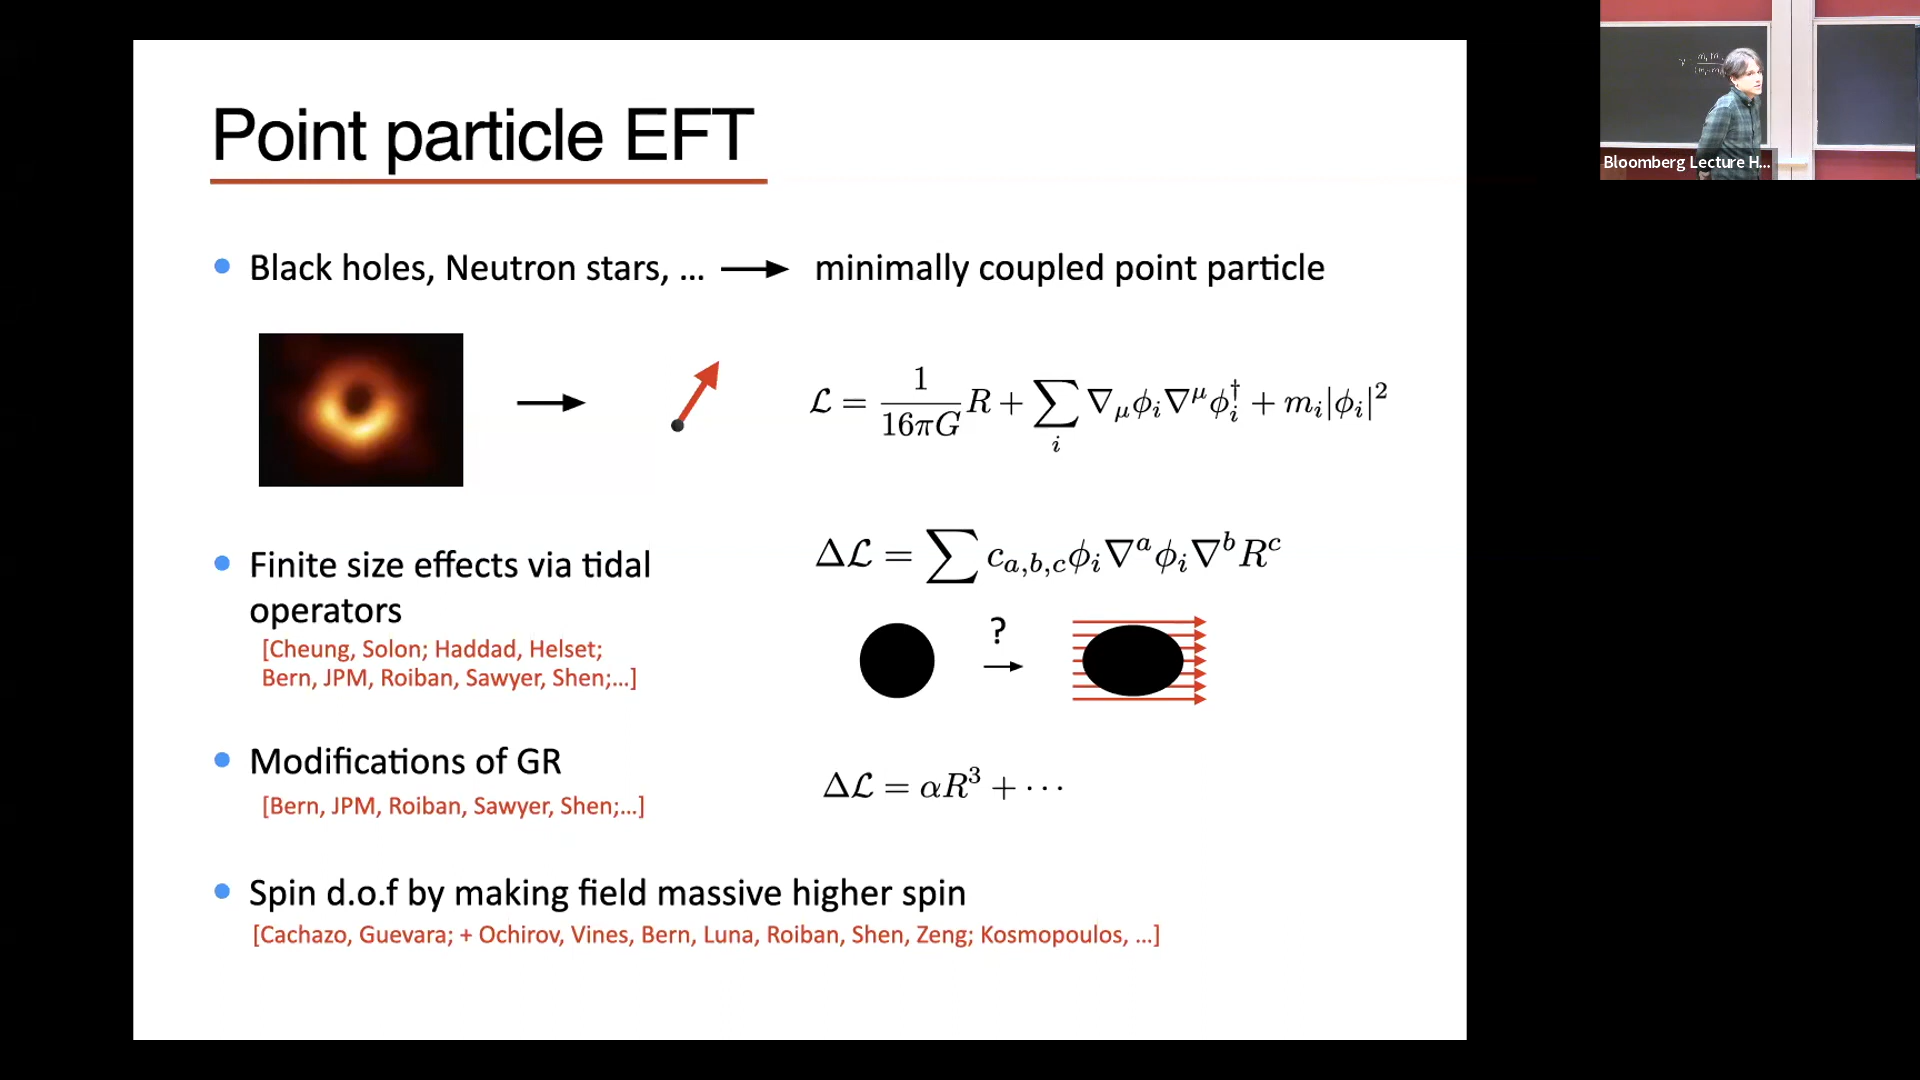 Point particle EFT
Black holes, Neutron stars, ... ⟶ minimally coupled point particle
ℒ = 1/(16πG) R + ∑_i ∇_μ ϕ_i ∇^μ ϕ_i^† + m_i|ϕ_i|^2
Finite size effects via tidal
operators
[Cheung, Solon; Haddad, Helset;
Bern, JPM, Roiban, Sawyer, Shen;...]
Δℒ = ∑ c_{a,b,c} ϕ_i ∇^a ϕ_i ∇^b R^c
?
Modifications of GR
[Bern, JPM, Roiban, Sawyer, Shen;...]
Δℒ = αR^3 + ···
Spin d.o.f by making field massive higher spin
[Cachazo, Guevara; + Ochirov, Vines, Bern, Luna, Roiban, Shen, Zeng; Kosmopoulos, ...]
Bloomberg Lecture H...